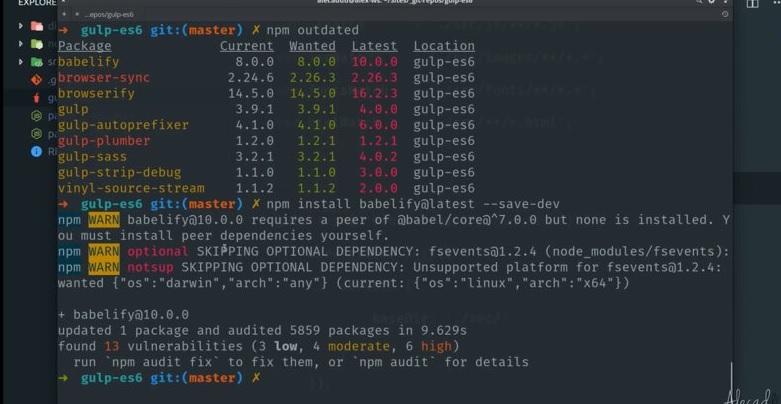 EXPLORE
..epos/gulp-es6
→ gulp-es6 git:(master) ✗ npm outdated
Package Current Wanted Latest Location
babelify 8.0.0 8.0.0 10.0.0 gulp-es6
browser-sync 2.24.6 2.26.3 2.26.3 gulp-es6
browserify 14.5.0 14.5.0 16.2.3 gulp-es6
gulp 3.9.1 3.9.1 4.0.0 gulp-es6
gulp-autoprefixer 4.1.0 4.1.0 6.0.0 gulp-es6
gulp-plumber 1.2.0 1.2.1 1.2.1 gulp-es6
gulp-sass 3.2.1 3.2.1 4.0.2 gulp-es6
gulp-strip-debug 1.1.0 1.1.0 3.0.0 gulp-es6
vinyl-source-stream 1.1.2 1.1.2 2.0.0 gulp-es6
→ gulp-es6 git:(master) ✗ npm install babelify@latest --save-dev
npm WARN babelify@10.0.0 requires a peer of @babel/core@^7.0.0 but none is installed. Y
ou must install peer dependencies yourself.
npm WARN optional SKIPPING OPTIONAL DEPENDENCY: fsevents@1.2.4 (node_modules/fsevents):
npm WARN notsup SKIPPING OPTIONAL DEPENDENCY: Unsupported platform for fsevents@1.2.4:
wanted {"os":"darwin","arch":"any"} (current: {"os":"linux","arch":"x64"})
+ babelify@10.0.0
updated 1 package and audited 5859 packages in 9.629s
found 13 vulnerabilities (3 low, 4 moderate, 6 high)
run `npm audit fix` to fix them, or `npm audit` for details
→ gulp-es6 git:(master) ✗